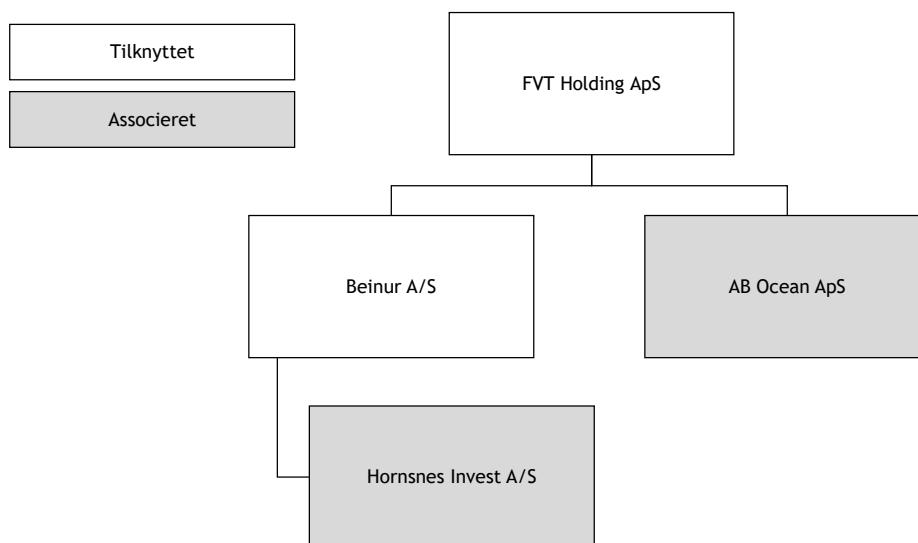 Tilknyttet
Associeret
FVT Holding ApS
Beinur A/S
AB Ocean ApS
Hornsnes Invest A/S